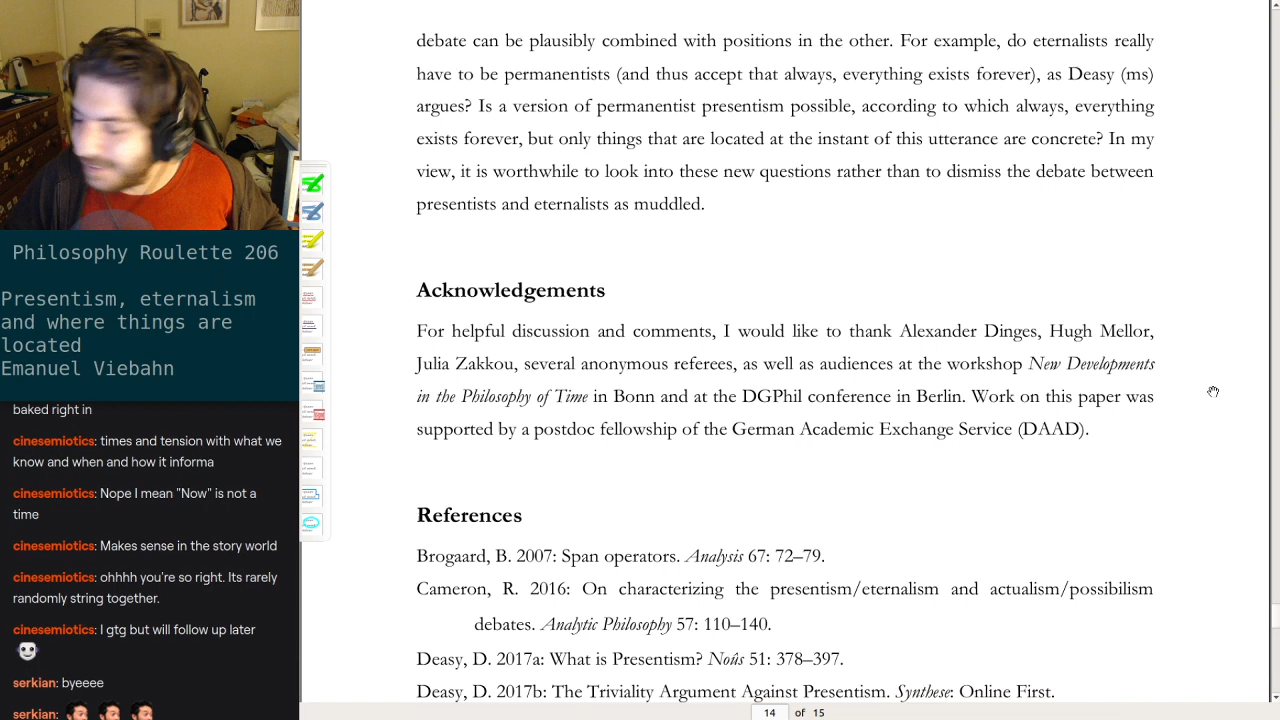 debate can be plausibly combined with positions in the other. For example, do eternalists really
have to be permanentists (and thus accept that always, everything exists forever), as Deasy (ms)
argues? Is a version of permanentist presentism possible, according to which always, everything
exists forever, but only things that are located at the instant of this utterance are concrete? In my
view, it is worthwhile to look into these new questions rather than to dismiss the debate between
presentists and eternalists as muddled.
Acknowledgements
For helpful discussion and comments, I would like to thank Alexander Dinges, Hugh Mellor,
Julia Zakkou, several anonymous referees, as well as audiences at the workshop New Developments
in the Philosophy of Time in Bonn and at the DGPhil conference in Berlin. Work on this paper was
supported by a postdoc fellowship of the German Academic Exchange Service (DAAD).
References
Brogaard, B. 2007: Span operators. Analysis 67: 72–79.
Cameron, R. 2016: On characterizing the presentism/eternalism and actualism/possibilism
debates. Analytic Philosophy 57: 110–140.
Deasy, D. 2017a: What is Presentism? Noûs 51: 378–397.
Deasy, D. 2017b: The Triviality Argument Against Presentism. Synthese: Online First.
14 of 15
Philosophy Roulette 206
Presentism, eternalism
and where things are
located
Emanuel Viebahn
baked right in
cinesemiotics: times and tension with what we
know and when and how it informa
cinesemiotics: Nope I mean "Now" is not a
time
cinesemiotics: Makes sense in the story world
cinesemiotics: ohhhh you're so right. Its rarely
randomly string together.
cinesemiotics: I gtg but will follow up later
serkian: byeeee
serkian: